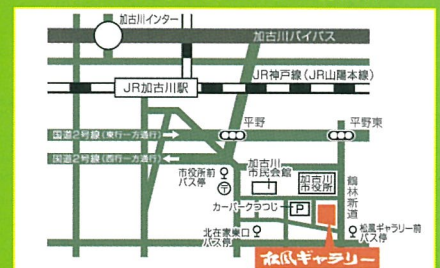 加古川インター
加古川バイパス
JR神戸線(JR山陽本線)
JR加古川駅
国道2号線(東行一方通行)
平野
平野東
国道2号線(西行一方通行)
市役所前
バス停
加古川
市民会館
加古川
市役所
鶴林新道
カーパークつつじ
P
北在家東口
バス停
松風ギャラリー前
バス停
松風ギャラリー